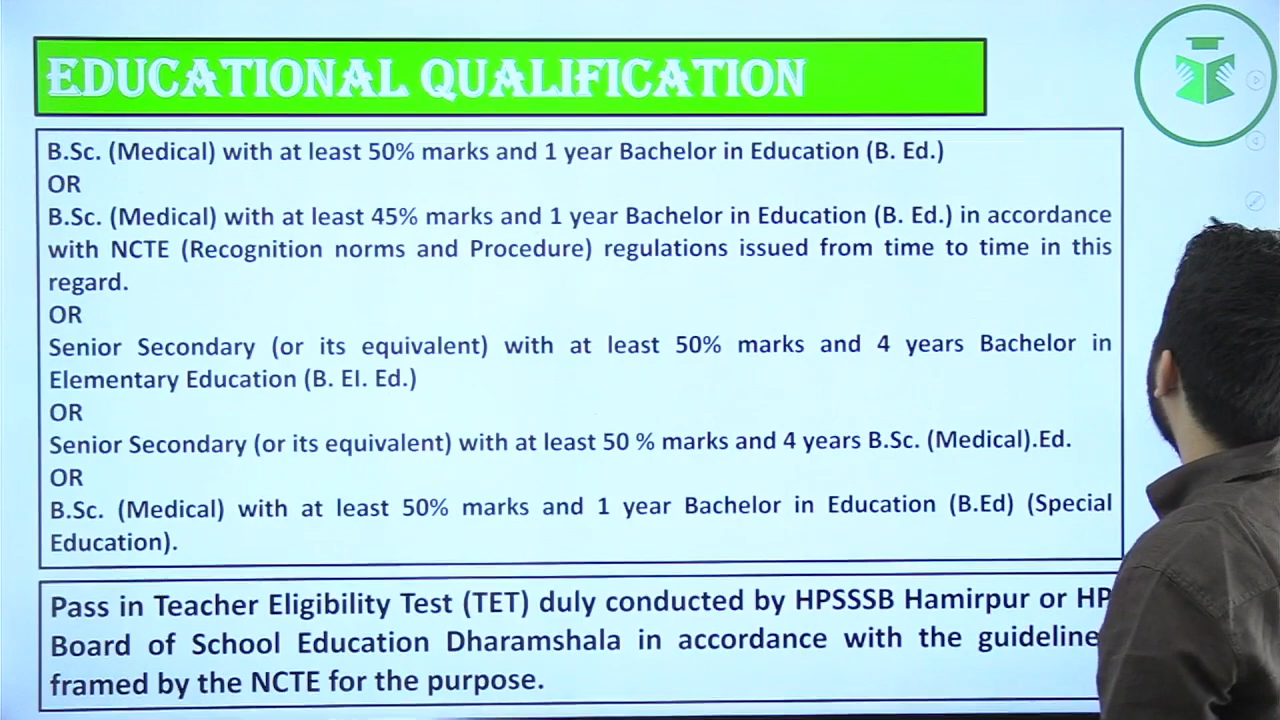 EDUCATIONAL QUALIFICATION
B.Sc. (Medical) with at least 50% marks and 1 year Bachelor in Education (B. Ed.)
OR
B.Sc. (Medical) with at least 45% marks and 1 year Bachelor in Education (B. Ed.) in accordance
with NCTE (Recognition norms and Procedure) regulations issued from time to time in this
regard.
OR
Senior Secondary (or its equivalent) with at least 50% marks and 4 years Bachelor in
Elementary Education (B. El. Ed.)
OR
Senior Secondary (or its equivalent) with at least 50 % marks and 4 years B.Sc. (Medical).Ed.
OR
B.Sc. (Medical) with at least 50% marks and 1 year Bachelor in Education (B.Ed) (Special
Education).
Pass in Teacher Eligibility Test (TET) duly conducted by HPSSSB Hamirpur or HP
Board of School Education Dharamshala in accordance with the guideline
framed by the NCTE for the purpose.